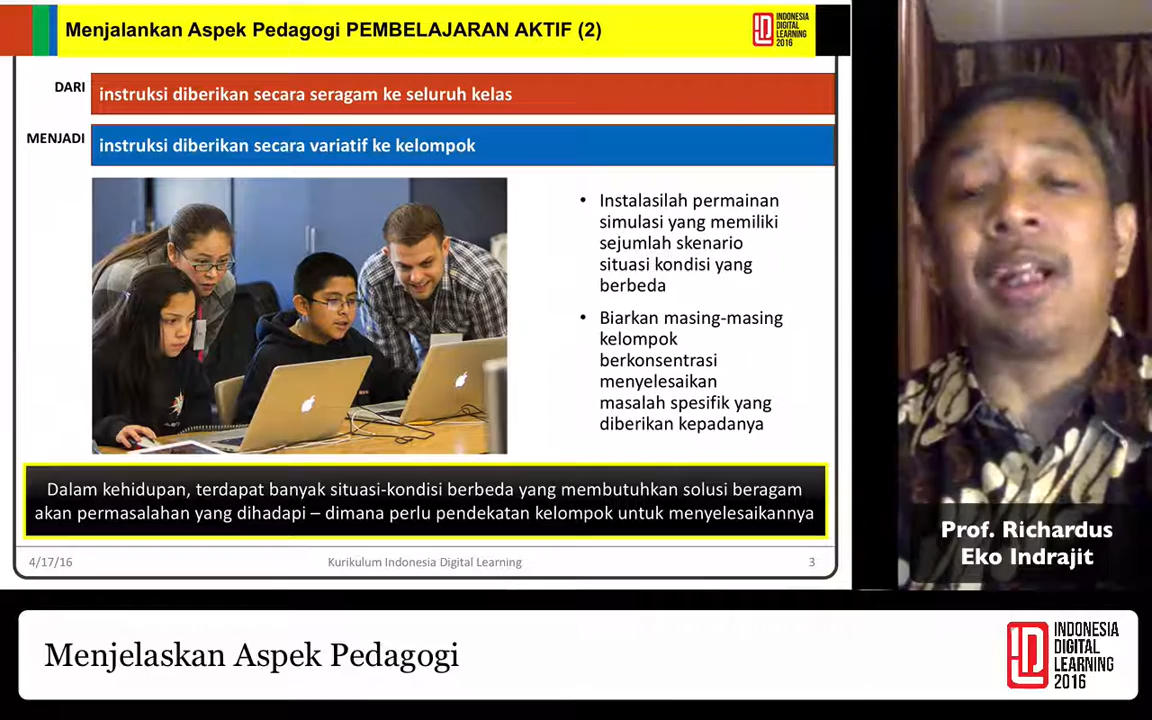 Menjalankan Aspek Pedagogi PEMBELAJARAN AKTIF (2)
INDONESIA
DIGITAL
LEARNING
2016
DARI
instruksi diberikan secara seragam ke seluruh kelas
MENJADI
instruksi diberikan secara variatif ke kelompok
• Instalasilah permainan
simulasi yang memiliki
sejumlah skenario
situasi kondisi yang
berbeda
• Biarkan masing-masing
kelompok
berkonsentrasi
menyelesaikan
masalah spesifik yang
diberikan kepadanya
Dalam kehidupan, terdapat banyak situasi-kondisi berbeda yang membutuhkan solusi beragam
akan permasalahan yang dihadapi – dimana perlu pendekatan kelompok untuk menyelesaikannya
4/17/16
Kurikulum Indonesia Digital Learning
3
Prof. Richardus
Eko Indrajit
Menjelaskan Aspek Pedagogi
INDONESIA
DIGITAL
LEARNING
2016